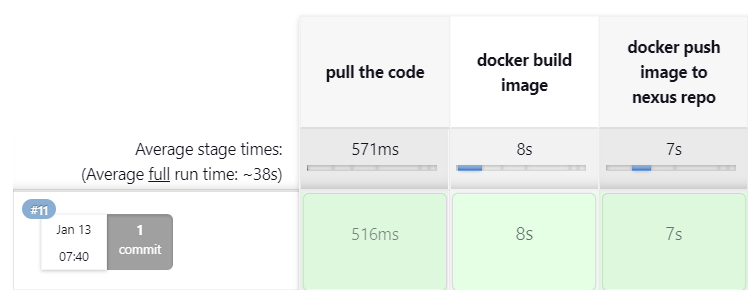 pull the code
docker build
image
docker push
image to
nexus repo
Average stage times:
571ms
8s
7s
(Average full run time: ~38s)
#11
Jan 13
1
commit
07:40
516ms
8s
7s